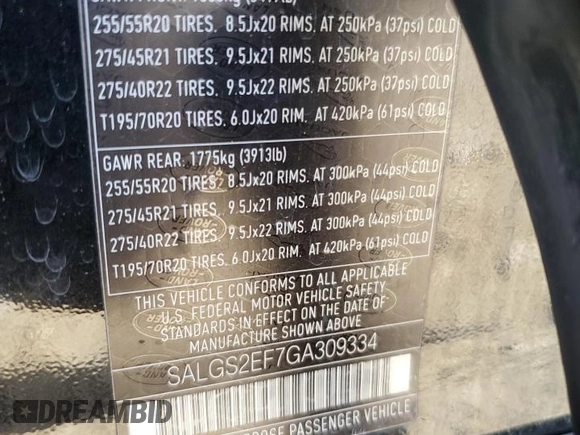 255/55R20 TIRES. 8.5Jx20 RIMS. AT 250kPa (37psi) COLD
275/45R21 TIRES. 9.5Jx21 RIMS. AT 250kPa (37psi) COLD
275/40R22 TIRES. 9.5Jx22 RIMS. AT 250kPa (37psi) COLD
T195/70R20 TIRES. 6.0Jx20 RIM. AT 420kPa (61psi) COLD
GAWR REAR: 1775kg (3913lb)
255/55R20 TIRES. 8.5Jx20 RIMS. AT 300kPa (44psi) COLD
275/45R21 TIRES. 9.5Jx21 RIMS. AT 300kPa (44psi) COLD
275/40R22 TIRES. 9.5Jx22 RIMS. AT 300kPa (44psi) COLD
T195/70R20 TIRES. 6.0Jx20 RIM. AT 420kPa (61psi) COLD
THIS VEHICLE CONFORMS TO ALL APPLICABLE
U.S. FEDERAL MOTOR VEHICLE SAFETY
STANDARDS IN EFFECT ON THE DATE OF
MANUFACTURE SHOWN ABOVE.
SALGS2EF7GA309334
PASSENGER VEHICLE
COPART